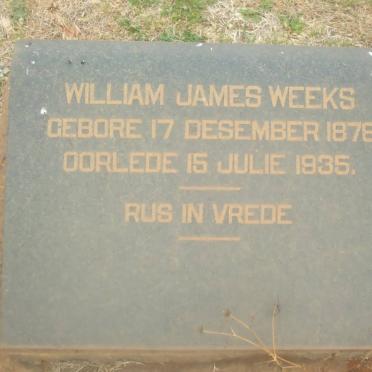 WILLIAM JAMES WEEKS
GEBORE 17 DESEMBER 1878
OORLEDE 15 JULIE 1935.
RUS IN VREDE